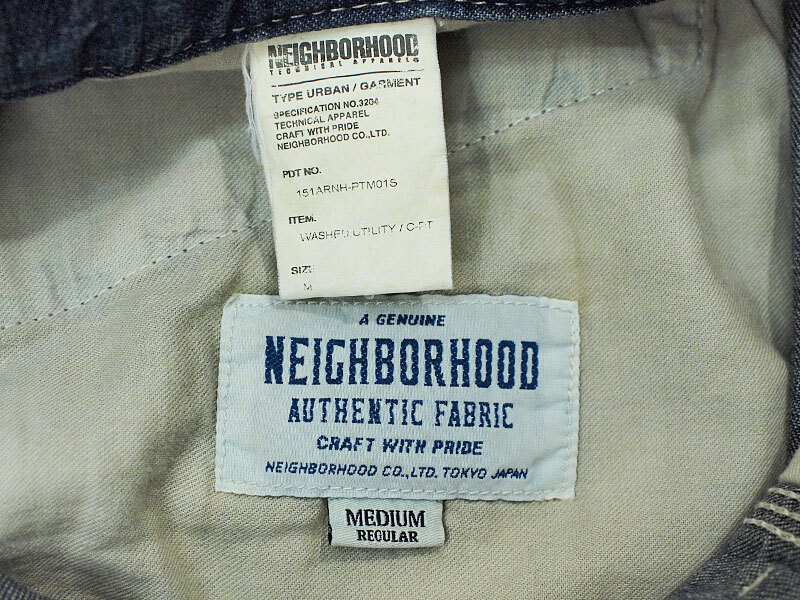 NEIGHBORHOOD
TECHNICAL APPAREL
TYPE URBAN / GARMENT
SPECIFICATION NO.3204
TECHNICAL APPAREL
CRAFT WITH PRIDE
NEIGHBORHOOD CO.,LTD.
PDT NO.
151ARNH-PTM01S
ITEM.
WASHED.UTILITY / C-PT
SIZE
M
A GENUINE
NEIGHBORHOOD
AUTHENTIC FABRIC
CRAFT WITH PRIDE
NEIGHBORHOOD CO.,LTD. TOKYO JAPAN
MEDIUM
REGULAR